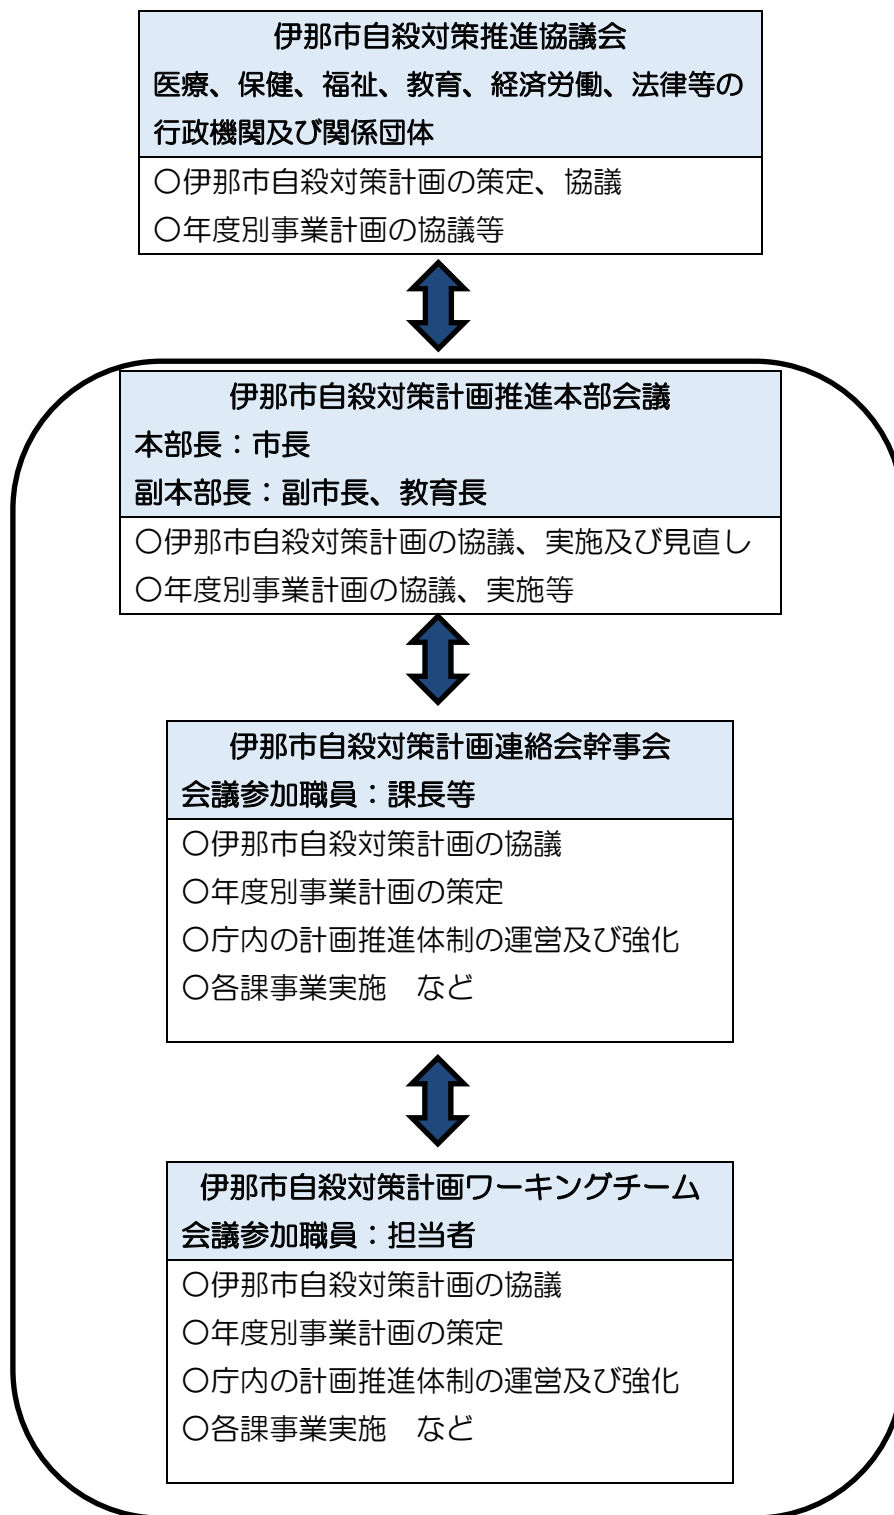 伊那市自殺対策推進協議会
医療、保健、福祉、教育、経済労働、法律等の
行政機関及び関係団体
〇伊那市自殺対策計画の策定、協議
〇年度別事業計画の協議等
伊那市自殺対策計画推進本部会議
本部長：市長
副本部長：副市長、教育長
〇伊那市自殺対策計画の協議、実施及び見直し
〇年度別事業計画の協議、実施等
伊那市自殺対策計画連絡会幹事会
会議参加職員：課長等
〇伊那市自殺対策計画の協議
〇年度別事業計画の策定
〇庁内の計画推進体制の運営及び強化
〇各課事業実施　など
伊那市自殺対策計画ワーキングチーム
会議参加職員：担当者
〇伊那市自殺対策計画の協議
〇年度別事業計画の策定
〇庁内の計画推進体制の運営及び強化
〇各課事業実施　など